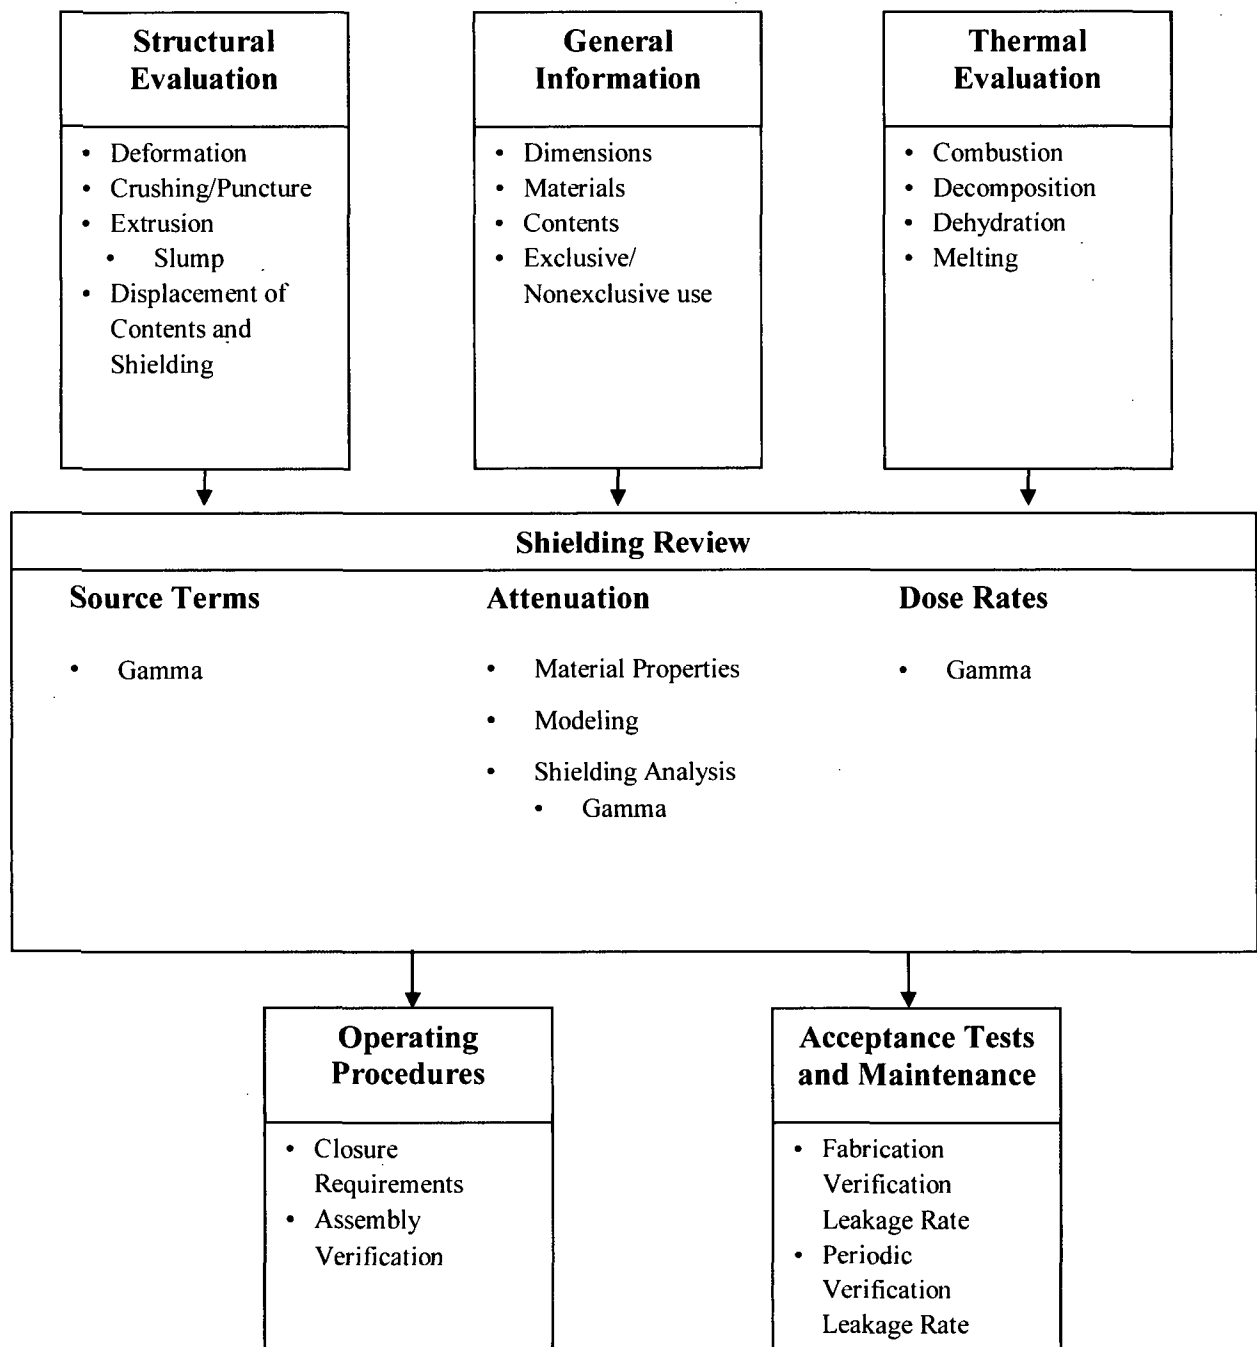 Structural
Evaluation
• Deformation
• Crushing/Puncture
• Extrusion
• Slump
• Displacement of
Contents and
Shielding
General
Information
• Dimensions
• Materials
• Contents
• Exclusive/
Nonexclusive use
Thermal
Evaluation
• Combustion
• Decomposition
• Dehydration
• Melting
Shielding Review
Source Terms
• Gamma
Attenuation
• Material Properties
• Modeling
• Shielding Analysis
• Gamma
Dose Rates
• Gamma
Operating
Procedures
• Closure
Requirements
• Assembly
Verification
Acceptance Tests
and Maintenance
• Fabrication
Verification
Leakage Rate
• Periodic
Verification
Leakage Rate